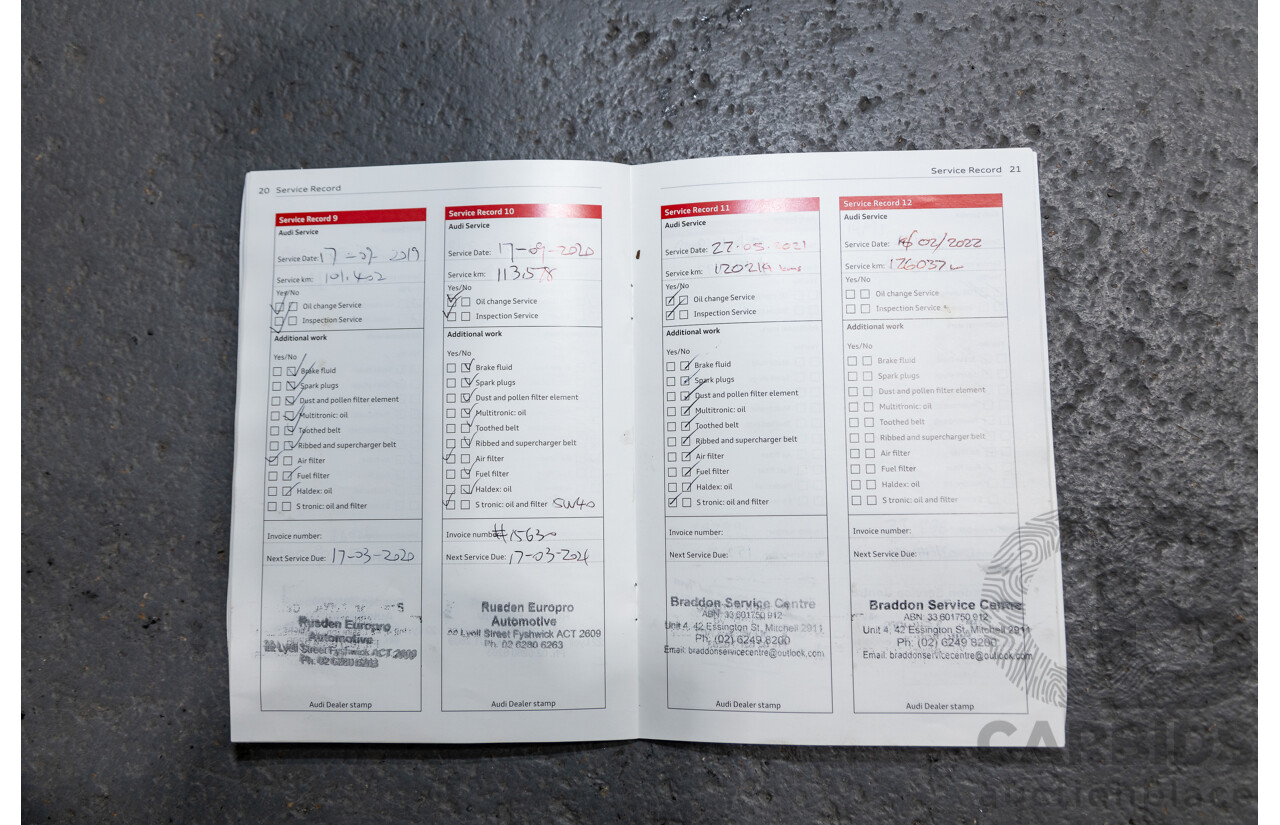 20 Service Record
Service Record 9
Audi Service
Service Date: 17-09-2019
Service km: 101.402
Yes/No
Oil change Service
Inspection Service
Additional work
Yes/No
Brake fluid
Spark plugs
Dust and pollen filter element
Multitronic: oil
Toothed belt
Ribbed and supercharger belt
Air filter
Fuel filter
Haldex: oil
S tronic: oil and filter
Invoice number:
Next Service Due: 17-03-2020
Rusden Europro
Automotive
Lyell Street Fyshwick ACT 2609
Ph. 02 6280 6263
Audi Dealer stamp
Service Record 10
Audi Service
Service Date: 17-09-2020
Service km: 113,578
Yes/No
Oil change Service
Inspection Service
Additional work
Yes/No
Brake fluid
Spark plugs
Dust and pollen filter element
Multitronic: oil
Toothed belt
Ribbed and supercharger belt
Air filter
Fuel filter
Haldex: oil
S tronic: oil and filter 5W40
Invoice number: #15630
Next Service Due: 17-03-2021
Rusden Europro
Automotive
Lyell Street Fyshwick ACT 2609
Ph. 02 6280 6263
Audi Dealer stamp
Service Record 21
Service Record 11
Audi Service
Service Date: 27.05.2021
Service km: 120219 kms
Yes/No
Oil change Service
Inspection Service
Additional work
Yes/No
Brake fluid
Spark plugs
Dust and pollen filter element
Multitronic: oil
Toothed belt
Ribbed and supercharger belt
Air filter
Fuel filter
Haldex: oil
S tronic: oil and filter
Invoice number:
Next Service Due:
Braddon Service Centre
ABN: 33 601750 912
Unit 4, 42 Essington St, Mitchell 2911
Ph: (02) 6249 8200
Email: braddonservicecentre@outlook.com
Audi Dealer stamp
Service Record 12
Audi Service
Service Date: 02/2022
Service km: 126037
Yes/No
Oil change Service
Inspection Service
Additional work
Yes/No
Brake fluid
Spark plugs
Dust and pollen filter element
Multitronic: oil
Toothed belt
Ribbed and supercharger belt
Air filter
Fuel filter
Haldex: oil
S tronic: oil and filter
Invoice number:
Next Service Due:
Braddon Service Centre
ABN: 33 601750 912
Unit 4, 42 Essington St, Mitchell 2911
Ph: (02) 6249 8200
Email: braddonservicecentre@outlook.com
Audi Dealer stamp
CARBIDS